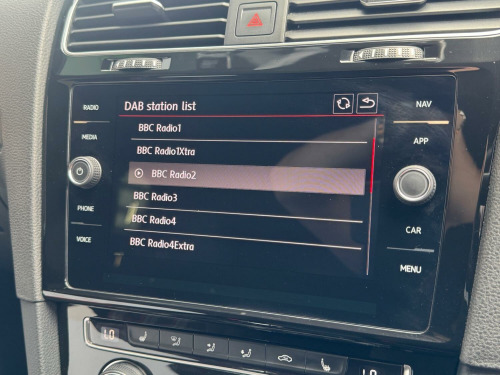 RADIO
MEDIA
PHONE
VOICE
DAB station list
BBC Radio1
BBC Radio1Xtra
BBC Radio2
BBC Radio3
BBC Radio4
BBC Radio4Extra
NAV
APP
CAR
MENU
LO